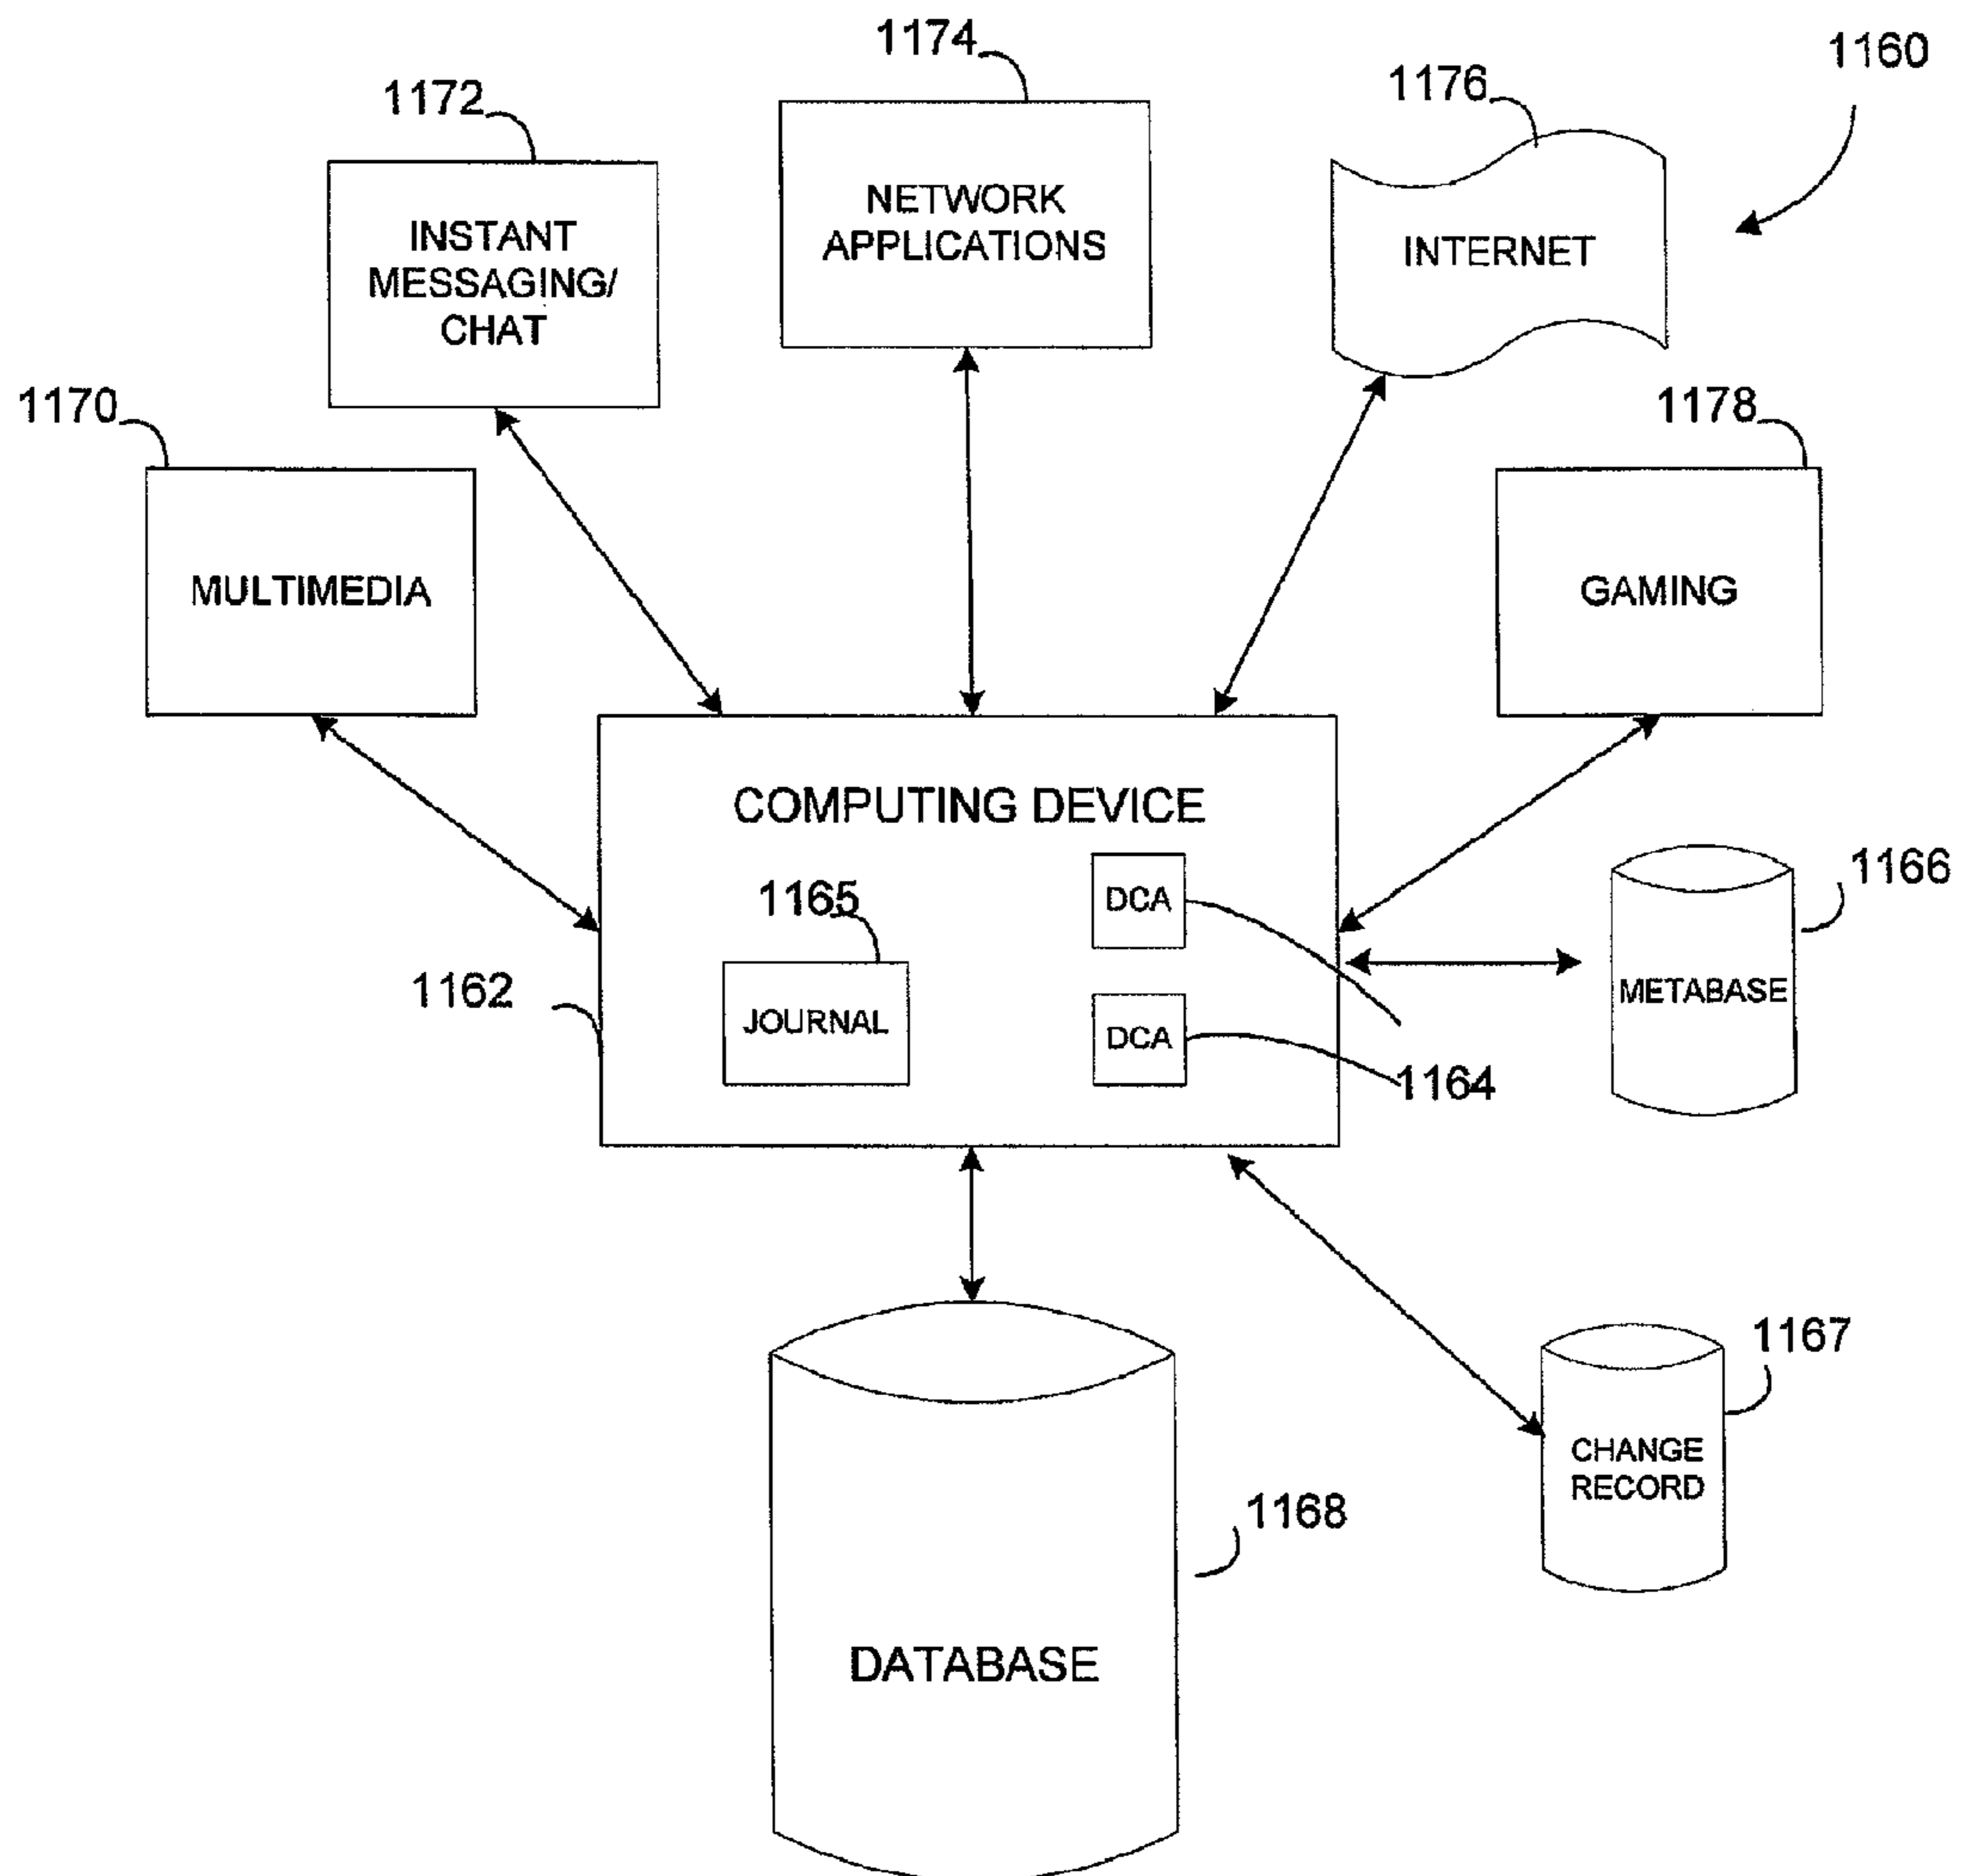 1174
1160
1172
1176
NETWORK
APPLICATIONS
INSTANT
MESSAGING/
CHAT
INTERNET
1170
1178
MULTIMEDIA
GAMING
COMPUTING DEVICE
1166
1165
DCA
METABASE
1162
JOURNAL
DCA
1164
1167
CHANGE
RECORD
1168
DATABASE